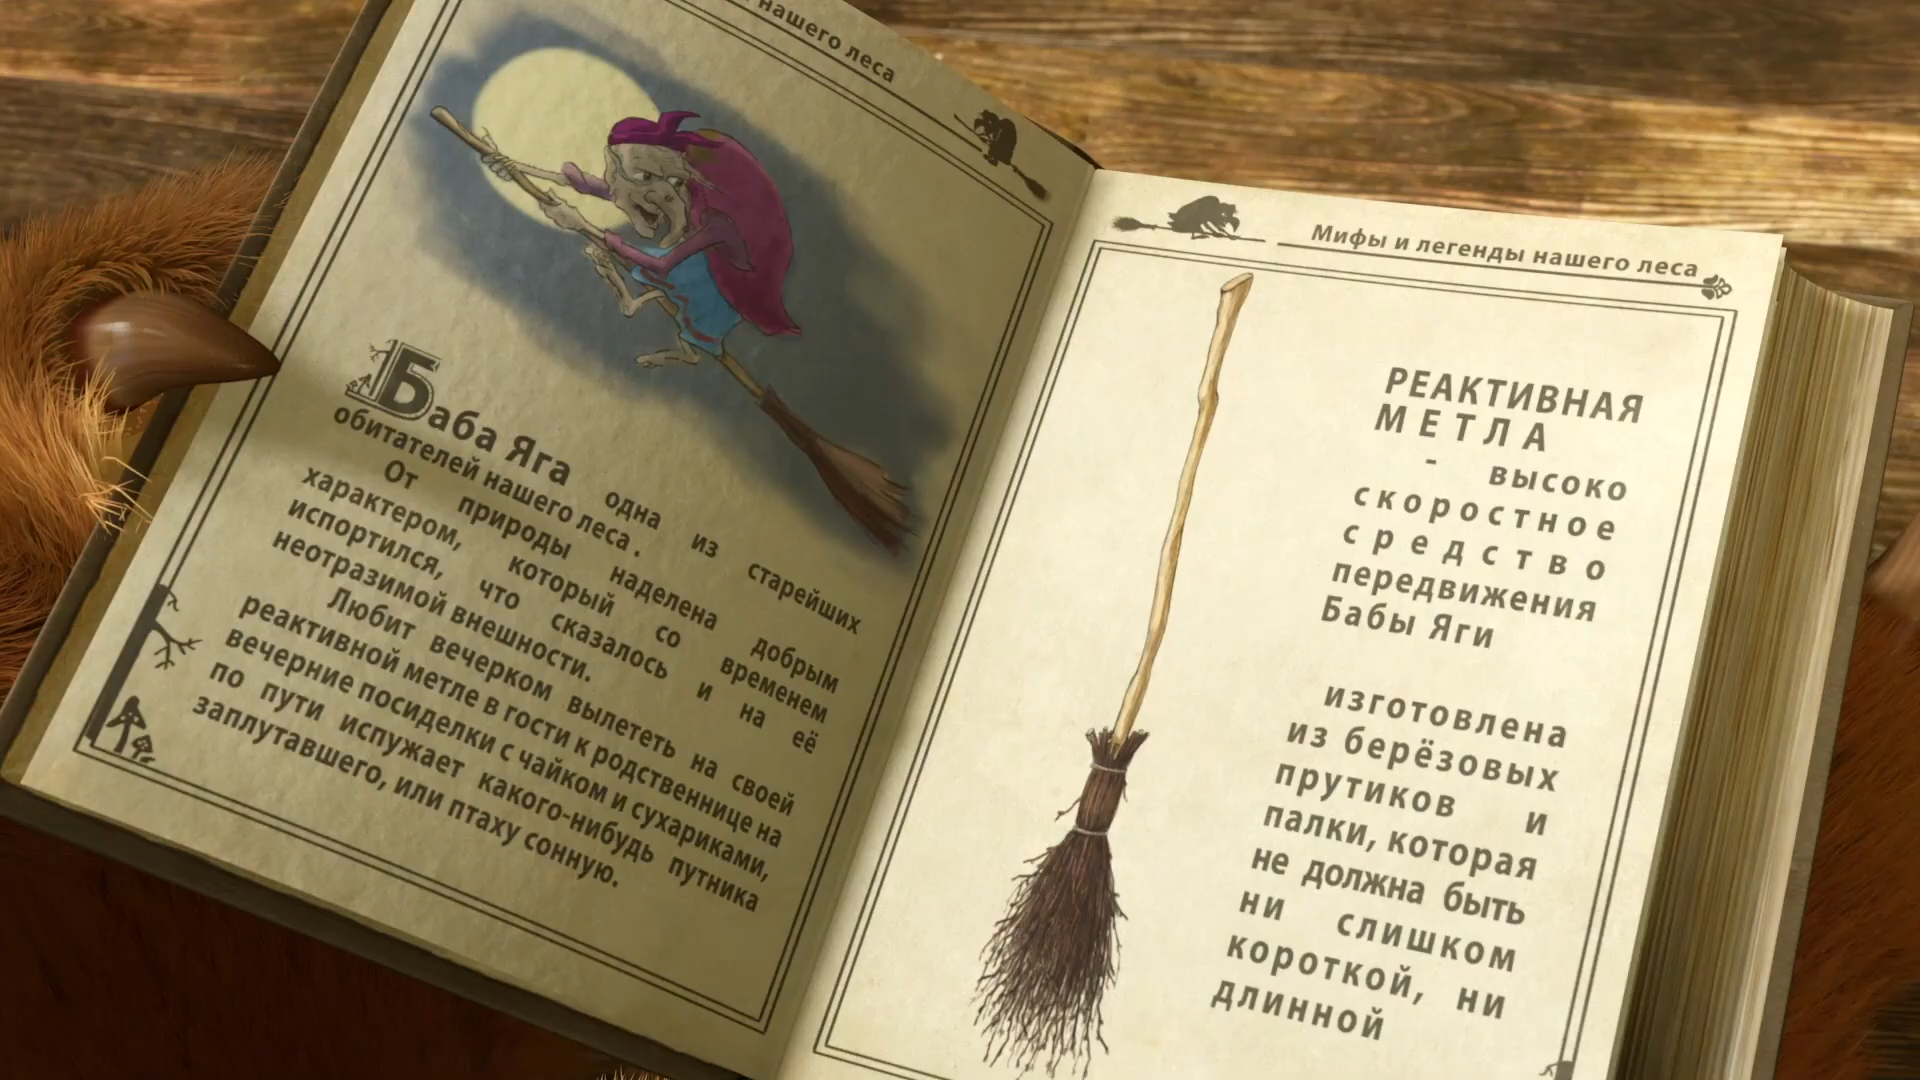 нашего леса
Баба Яга одна из старейших
обитателей нашего леса.
От природы наделена добрым
характером, который со временем
испортился, что сказалось и на её
неотразимой внешности.
Любит вечерком вылететь на своей
реактивной метле в гости к родственнице на
вечерние посиделки с чайком и сухариками,
по пути испужает какого-нибудь путника
заплутавшего, или птаху сонную.
Мифы и легенды нашего леса
РЕАКТИВНАЯ
МЕТЛА
- высоко
скоростное
средство
передвижения
Бабы Яги
изготовлена
из берёзовых
прутиков и
палки, которая
не должна быть
ни слишком
короткой, ни
длинной